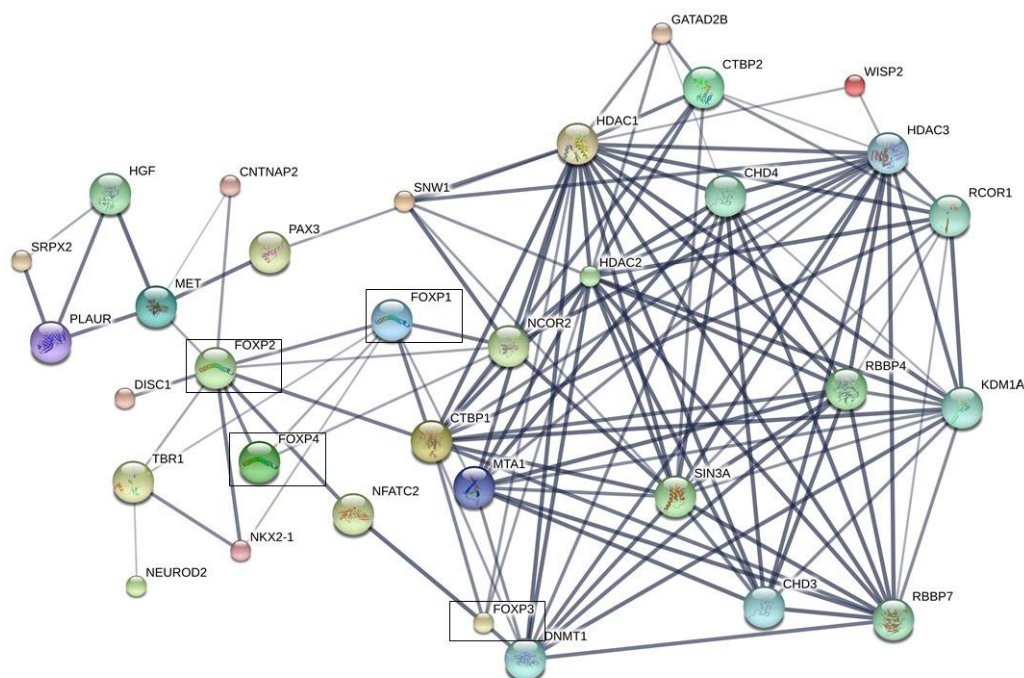 GATAD2B
CTBP2
WISP2
HDAC1
HDAC3
HGF
CNTNAP2
CHD4
SNW1
RCOR1
PAX3
SRPX2
HDAC2
MET
FOXP1
PLAUR
NCOR2
FOXP2
RBBP4
DISC1
KDM1A
CTBP1
FOXP4
TBR1
MTA1
SIN3A
NFATC2
NKX2-1
NEUROD2
CHD3
RBBP7
FOXP3
DNMT1